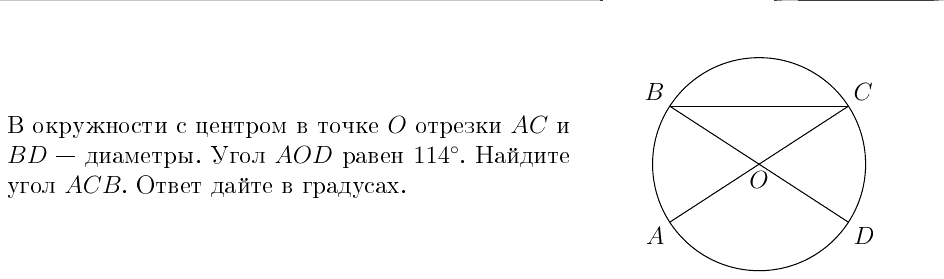 B
C
В окружности с центром в точке O отрезки AC и
BD — диаметры. Угол AOD равен 114°. Найдите
угол ACB. Ответ дайте в градусах.
O
A
D